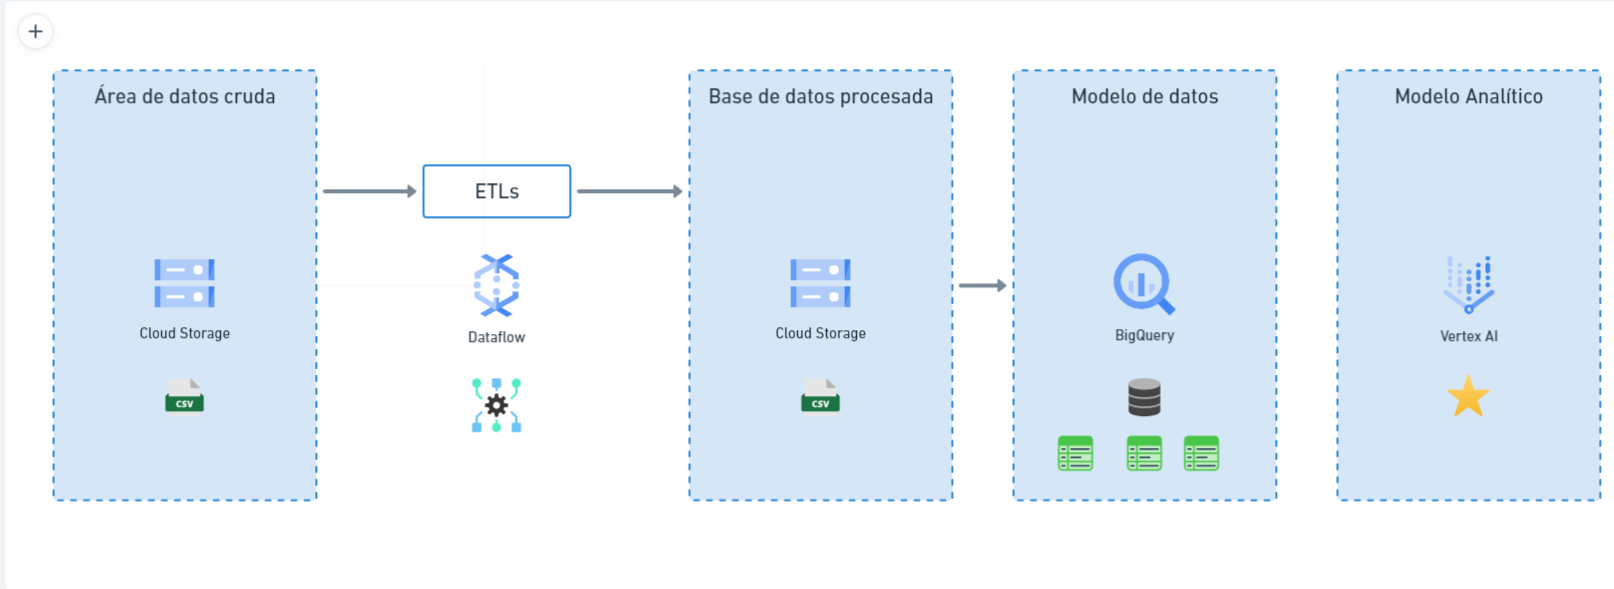 Área de datos cruda
Base de datos procesada
Modelo de datos
Modelo Analítico
ETLs
Cloud Storage
Dataflow
Cloud Storage
BigQuery
Vertex AI
CSV
CSV